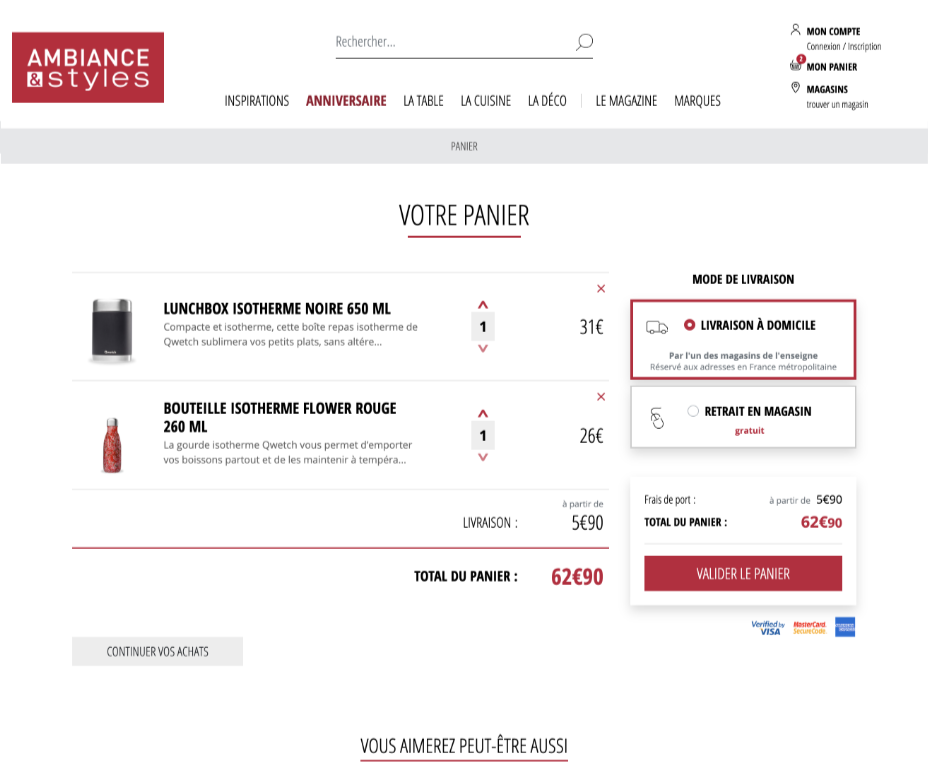 AMBIANCE
&styles
Rechercher...
MON COMPTE
Connexion / Inscription
2
MON PANIER
MAGASINS
trouver un magasin
INSPIRATIONS ANNIVERSAIRE LA TABLE LA CUISINE LA DÉCO LE MAGAZINE MARQUES
PANIER
VOTRE PANIER
LUNCHBOX ISOTHERME NOIRE 650 ML
Compacte et isotherme, cette boîte repas isotherme de
Qwetch sublimera vos petits plats, sans altére...
1
31€
BOUTEILLE ISOTHERME FLOWER ROUGE
260 ML
La gourde isotherme Qwetch vous permet d'emporter
vos boissons partout et de les maintenir à tempéra...
1
26€
LIVRAISON :
à partir de
5€90
TOTAL DU PANIER : 62€90
CONTINUER VOS ACHATS
MODE DE LIVRAISON
LIVRAISON À DOMICILE
Par l'un des magasins de l'enseigne
Réservé aux adresses en France métropolitaine
RETRAIT EN MAGASIN
gratuit
Frais de port : à partir de 5€90
TOTAL DU PANIER : 62€90
VALIDER LE PANIER
Verified by
VISA
MasterCard.
SecureCode.
VOUS AIMEREZ PEUT-ÊTRE AUSSI